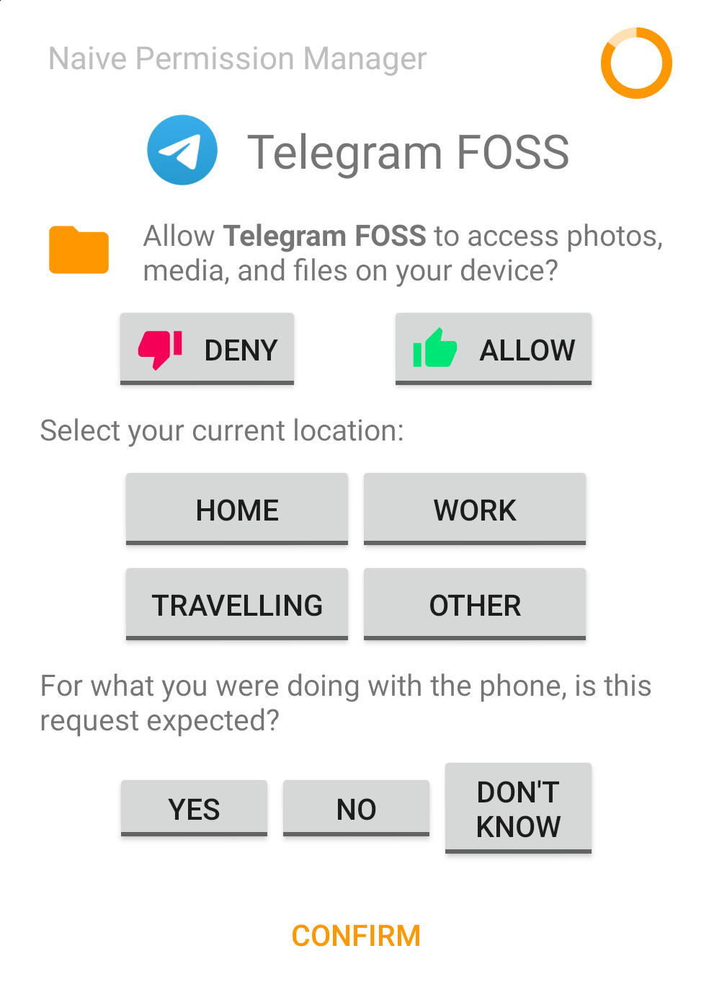 Naive Permission Manager
Telegram FOSS
Allow Telegram FOSS to access photos,
media, and files on your device?
DENY
ALLOW
Select your current location:
HOME
WORK
TRAVELLING
OTHER
For what you were doing with the phone, is this
request expected?
YES
NO
DON'T
KNOW
CONFIRM